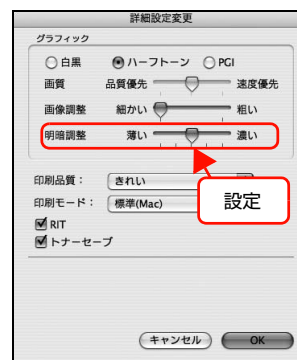 詳細設定変更
グラフィック
白黒 ハーフトーン PGI
画質 品質優先 速度優先
画像調整 細かい 粗い
明暗調整 薄い 濃い
印刷品質： きれい
印刷モード： 標準(Mac)
設定
RIT
トナーセーブ
キャンセル OK